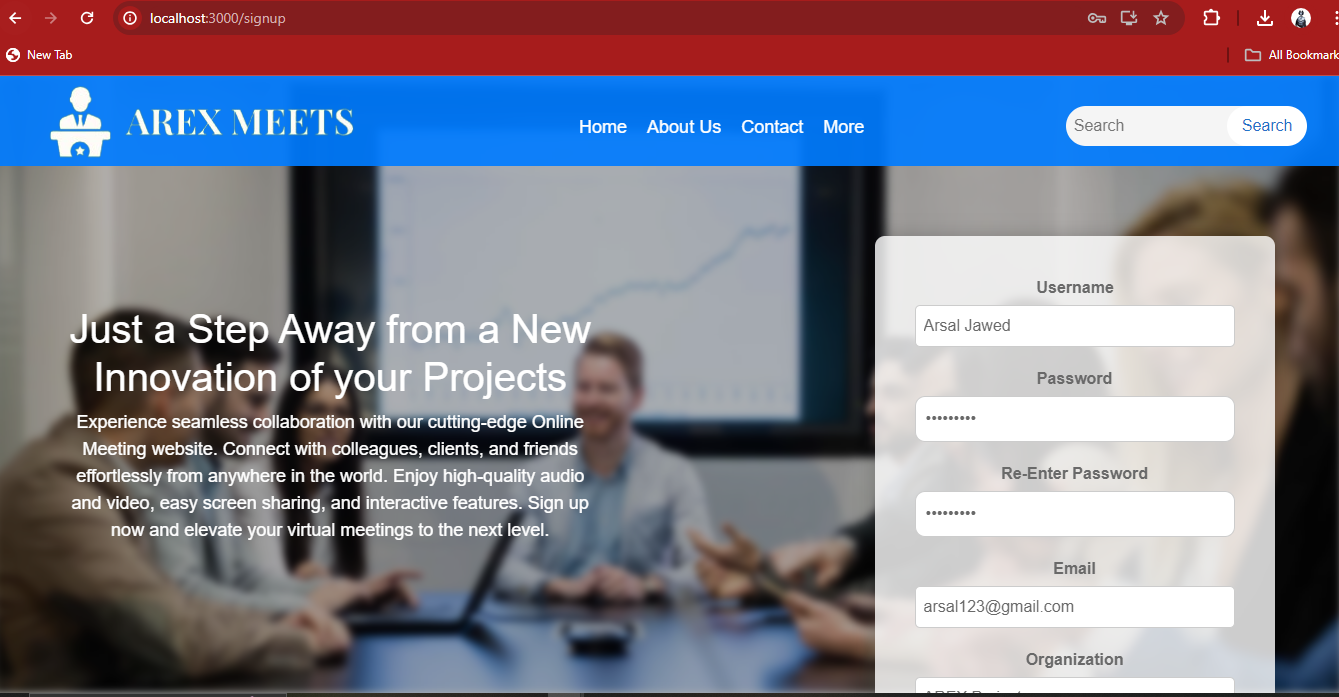 localhost:3000/signup
New Tab
All Bookmark
AREX MEETS
Home About Us Contact More
Search Search
Just a Step Away from a New
Innovation of your Projects
Experience seamless collaboration with our cutting-edge Online
Meeting website. Connect with colleagues, clients, and friends
effortlessly from anywhere in the world. Enjoy high-quality audio
and video, easy screen sharing, and interactive features. Sign up
now and elevate your virtual meetings to the next level.
Username
Arsal Jawed
Password
•••••••••
Re-Enter Password
•••••••••
Email
arsal123@gmail.com
Organization